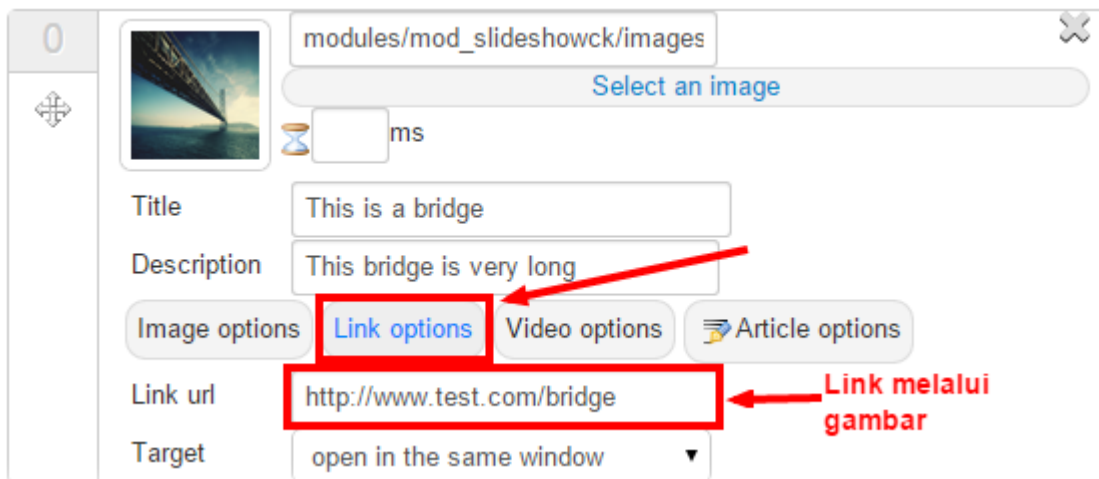 0
modules/mod_slideshowck/images
Select an image
ms
Title This is a bridge
Description This bridge is very long
Image options Link options Video options Article options
Link url http://www.test.com/bridge
Link melalui
gambar
Target open in the same window